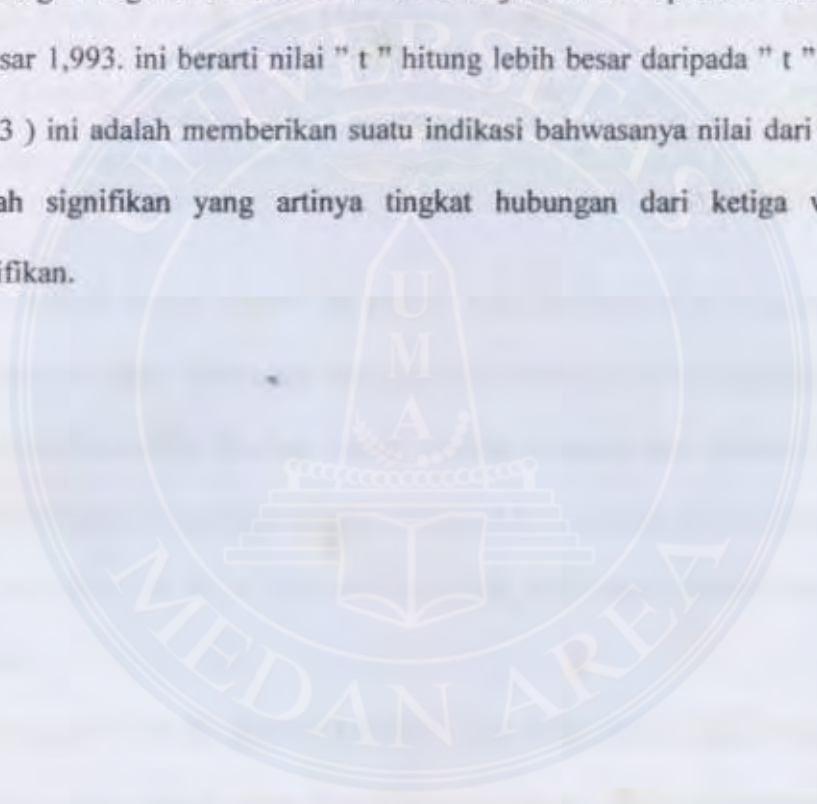 sar 1,993. ini berarti nilai " t " hitung lebih besar daripada " t "
3 ) ini adalah memberikan suatu indikasi bahwasanya nilai dari
ah signifikan yang artinya tingkat hubungan dari ketiga v
ifikan.
UNIVERSITAS
U
M
A
MEDAN AREA